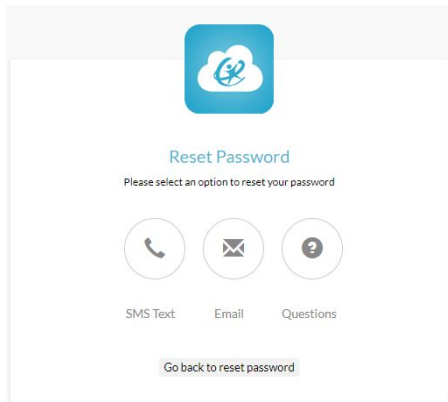 Reset Password
Please select an option to reset your password
SMS Text Email Questions
Go back to reset password